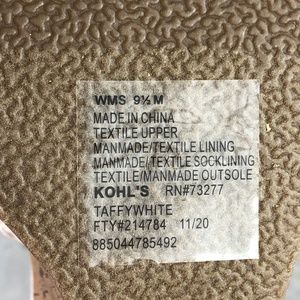 WMS 9½ M
MADE IN CHINA
TEXTILE UPPER
MANMADE/TEXTILE LINING
MANMADE/TEXTILE SOCKLINING
TEXTILE/MANMADE OUTSOLE
KOHL'S RN#73277
TAFFYWHITE
FTY#214784 11/20
885044785492